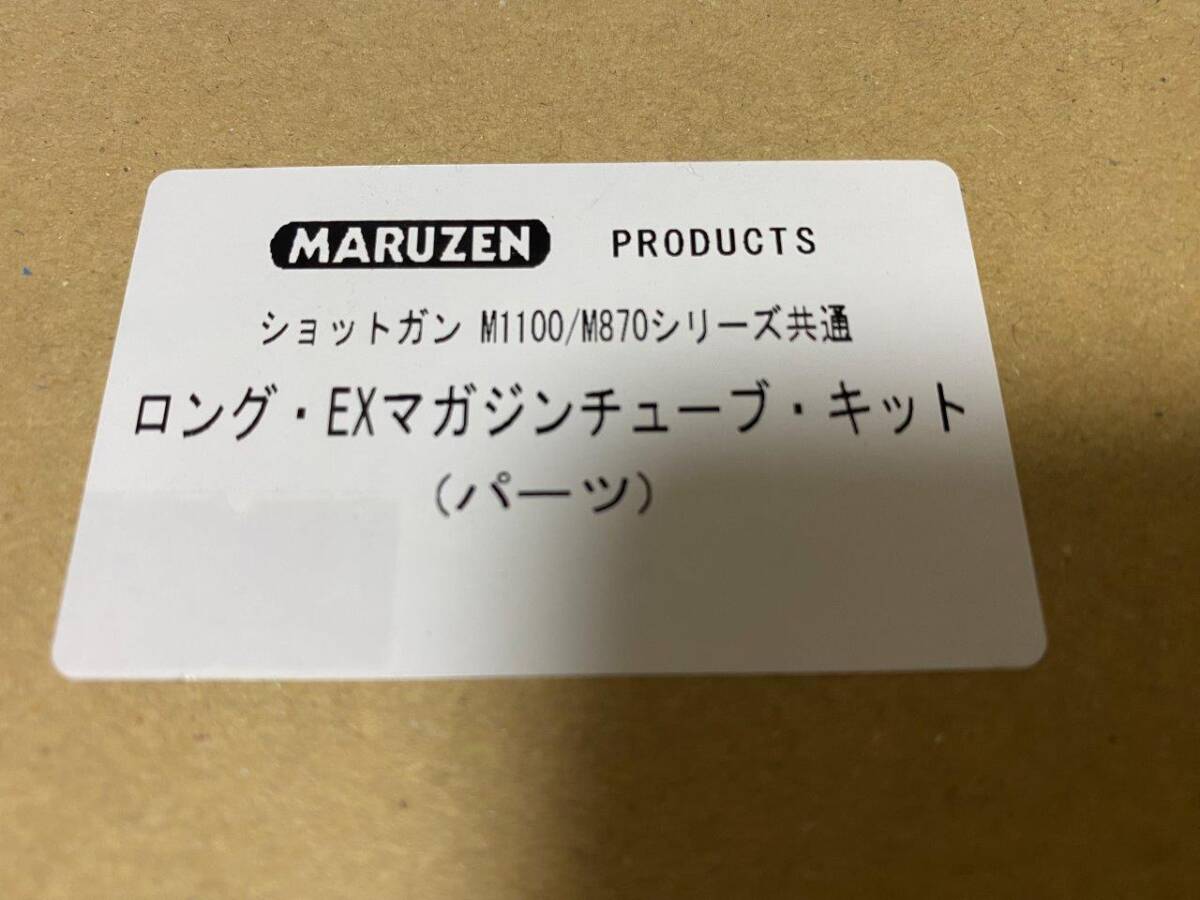 MARUZEN PRODUCTS
ショットガン M1100/M870シリーズ共通
ロング・EXマガジンチューブ・キット
(パーツ)